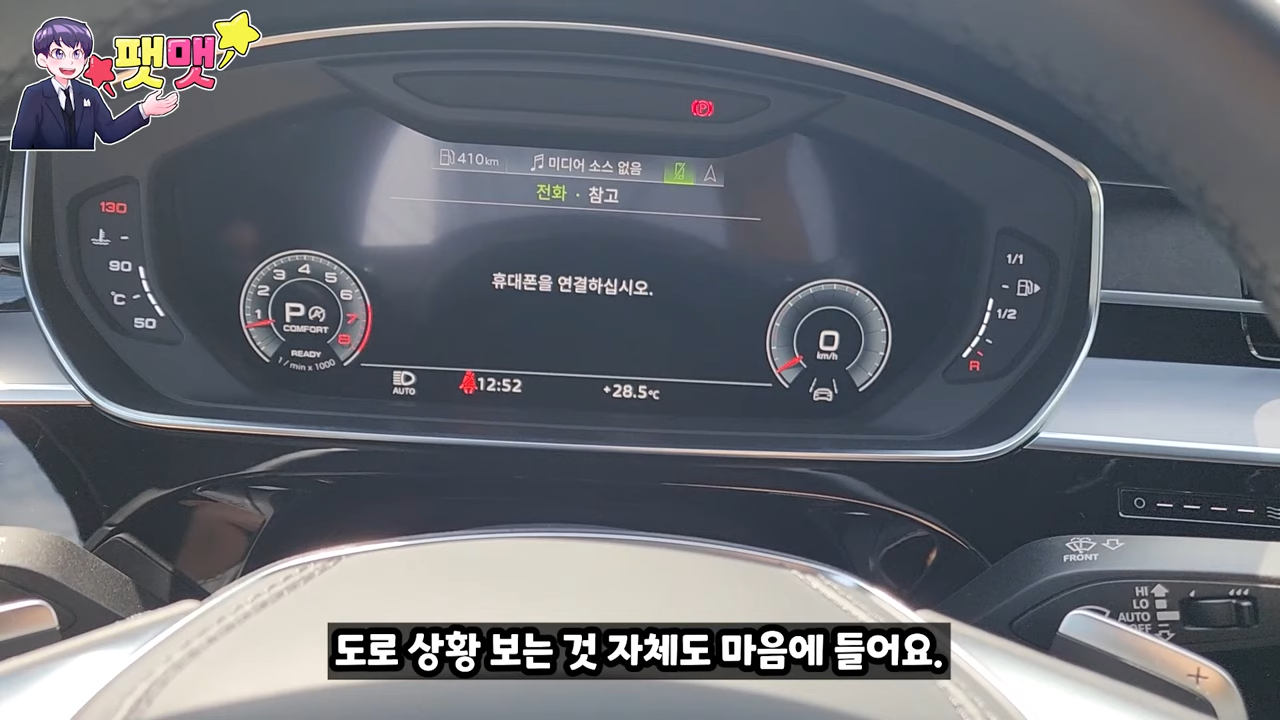 팻맷
410km
미디어 소스 없음
전화 · 참고
휴대폰을 연결하십시오.
130
90
°C
50
1 2 3 4 5 6 7 8
P
COMFORT
READY
1 / min x 1000
0
km/h
1/1
1/2
R
AUTO
12:52
+28.5°C
FRONT
HI
LO
AUTO
OFF
+
도로 상황 보는 것 자체도 마음에 들어요.